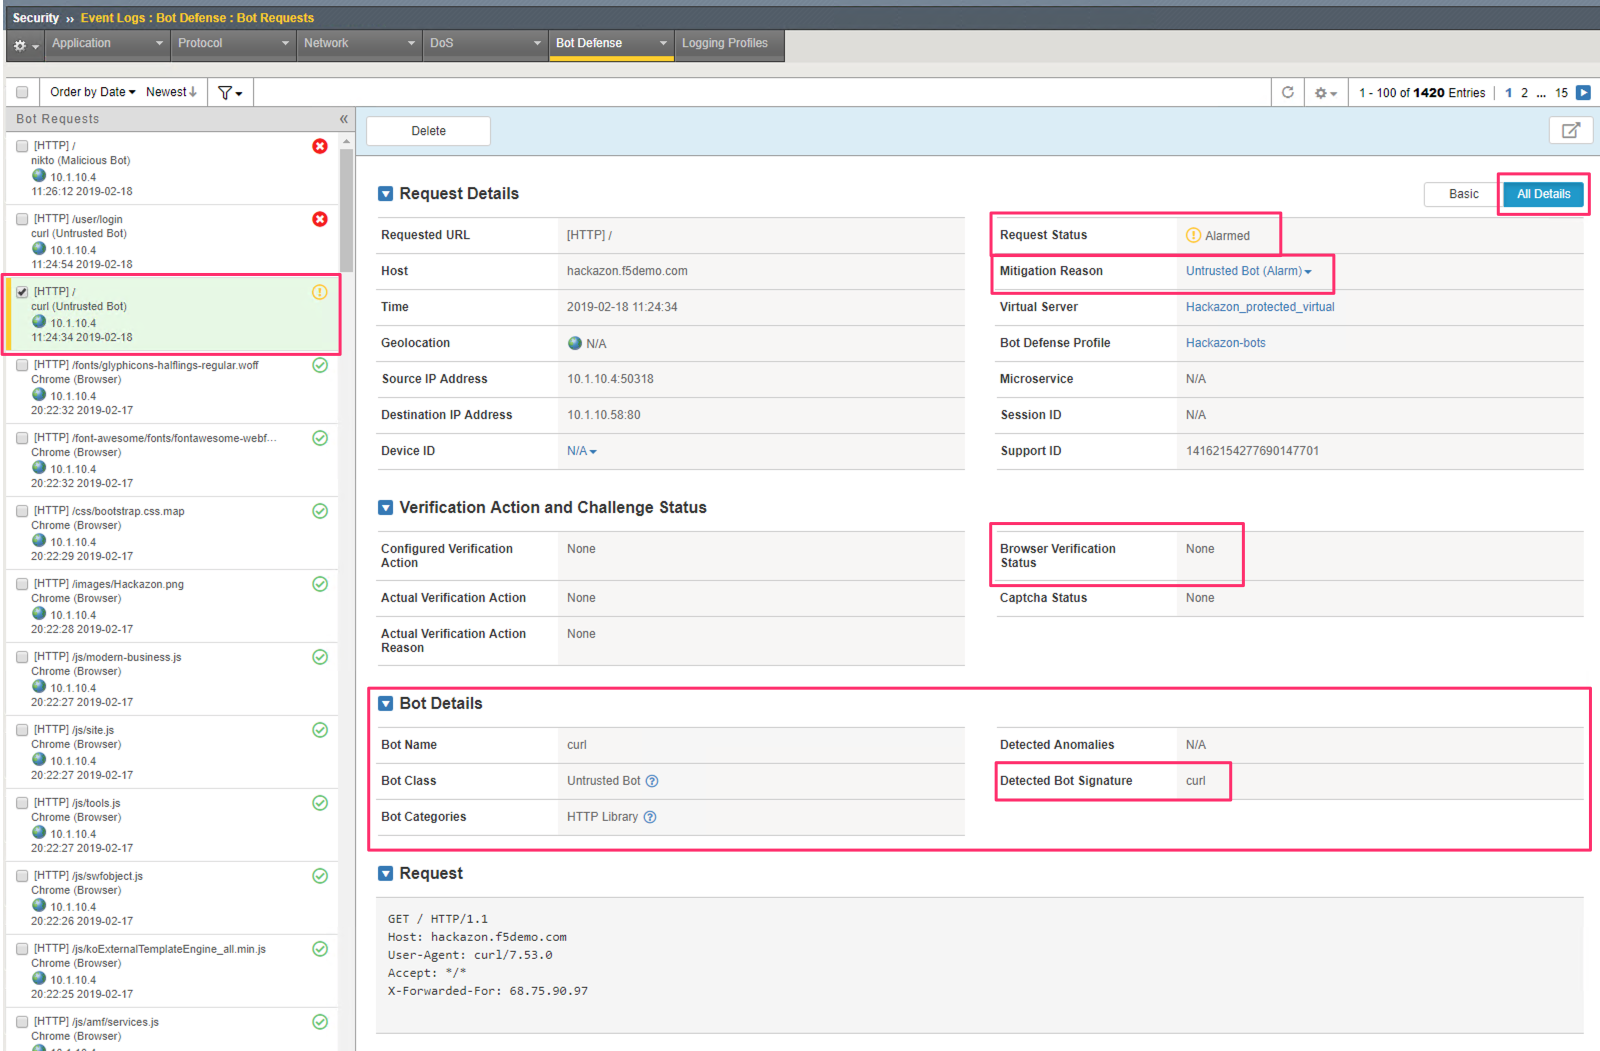 Security ›› Event Logs : Bot Defense : Bot Requests
Application Protocol Network DoS Bot Defense Logging Profiles
Order by Date Newest 1 - 100 of 1420 Entries | 1 2 ... 15
Bot Requests «
[HTTP] /
nikto (Malicious Bot)
10.1.10.4
11:26:12 2019-02-18
[HTTP] /user/login
curl (Untrusted Bot)
10.1.10.4
11:24:54 2019-02-18
[HTTP] /
curl (Untrusted Bot)
10.1.10.4
11:24:34 2019-02-18
[HTTP] /fonts/glyphicons-halflings-regular.woff
Chrome (Browser)
10.1.10.4
20:22:32 2019-02-17
[HTTP] /font-awesome/fonts/fontawesome-webf...
Chrome (Browser)
10.1.10.4
20:22:32 2019-02-17
[HTTP] /css/bootstrap.css.map
Chrome (Browser)
10.1.10.4
20:22:29 2019-02-17
[HTTP] /images/Hackazon.png
Chrome (Browser)
10.1.10.4
20:22:28 2019-02-17
[HTTP] /js/modern-business.js
Chrome (Browser)
10.1.10.4
20:22:27 2019-02-17
[HTTP] /js/site.js
Chrome (Browser)
10.1.10.4
20:22:27 2019-02-17
[HTTP] /js/tools.js
Chrome (Browser)
10.1.10.4
20:22:27 2019-02-17
[HTTP] /js/swfobject.js
Chrome (Browser)
10.1.10.4
20:22:26 2019-02-17
[HTTP] /js/koExternalTemplateEngine_all.min.js
Chrome (Browser)
10.1.10.4
20:22:25 2019-02-17
[HTTP] /js/amf/services.js
Chrome (Browser)
Delete
Request Details
Basic All Details
Requested URL [HTTP] /
Host hackazon.f5demo.com
Time 2019-02-18 11:24:34
Geolocation N/A
Source IP Address 10.1.10.4:50318
Destination IP Address 10.1.10.58:80
Device ID N/A
Request Status Alarmed
Mitigation Reason Untrusted Bot (Alarm)
Virtual Server Hackazon_protected_virtual
Bot Defense Profile Hackazon-bots
Microservice N/A
Session ID N/A
Support ID 14162154277690147701
Verification Action and Challenge Status
Configured Verification None
Action
Actual Verification Action None
Actual Verification Action None
Reason
Browser Verification None
Status
Captcha Status None
Bot Details
Bot Name curl
Bot Class Untrusted Bot ?
Bot Categories HTTP Library ?
Detected Anomalies N/A
Detected Bot Signature curl
Request
GET / HTTP/1.1
Host: hackazon.f5demo.com
User-Agent: curl/7.53.0
Accept: */*
X-Forwarded-For: 68.75.90.97